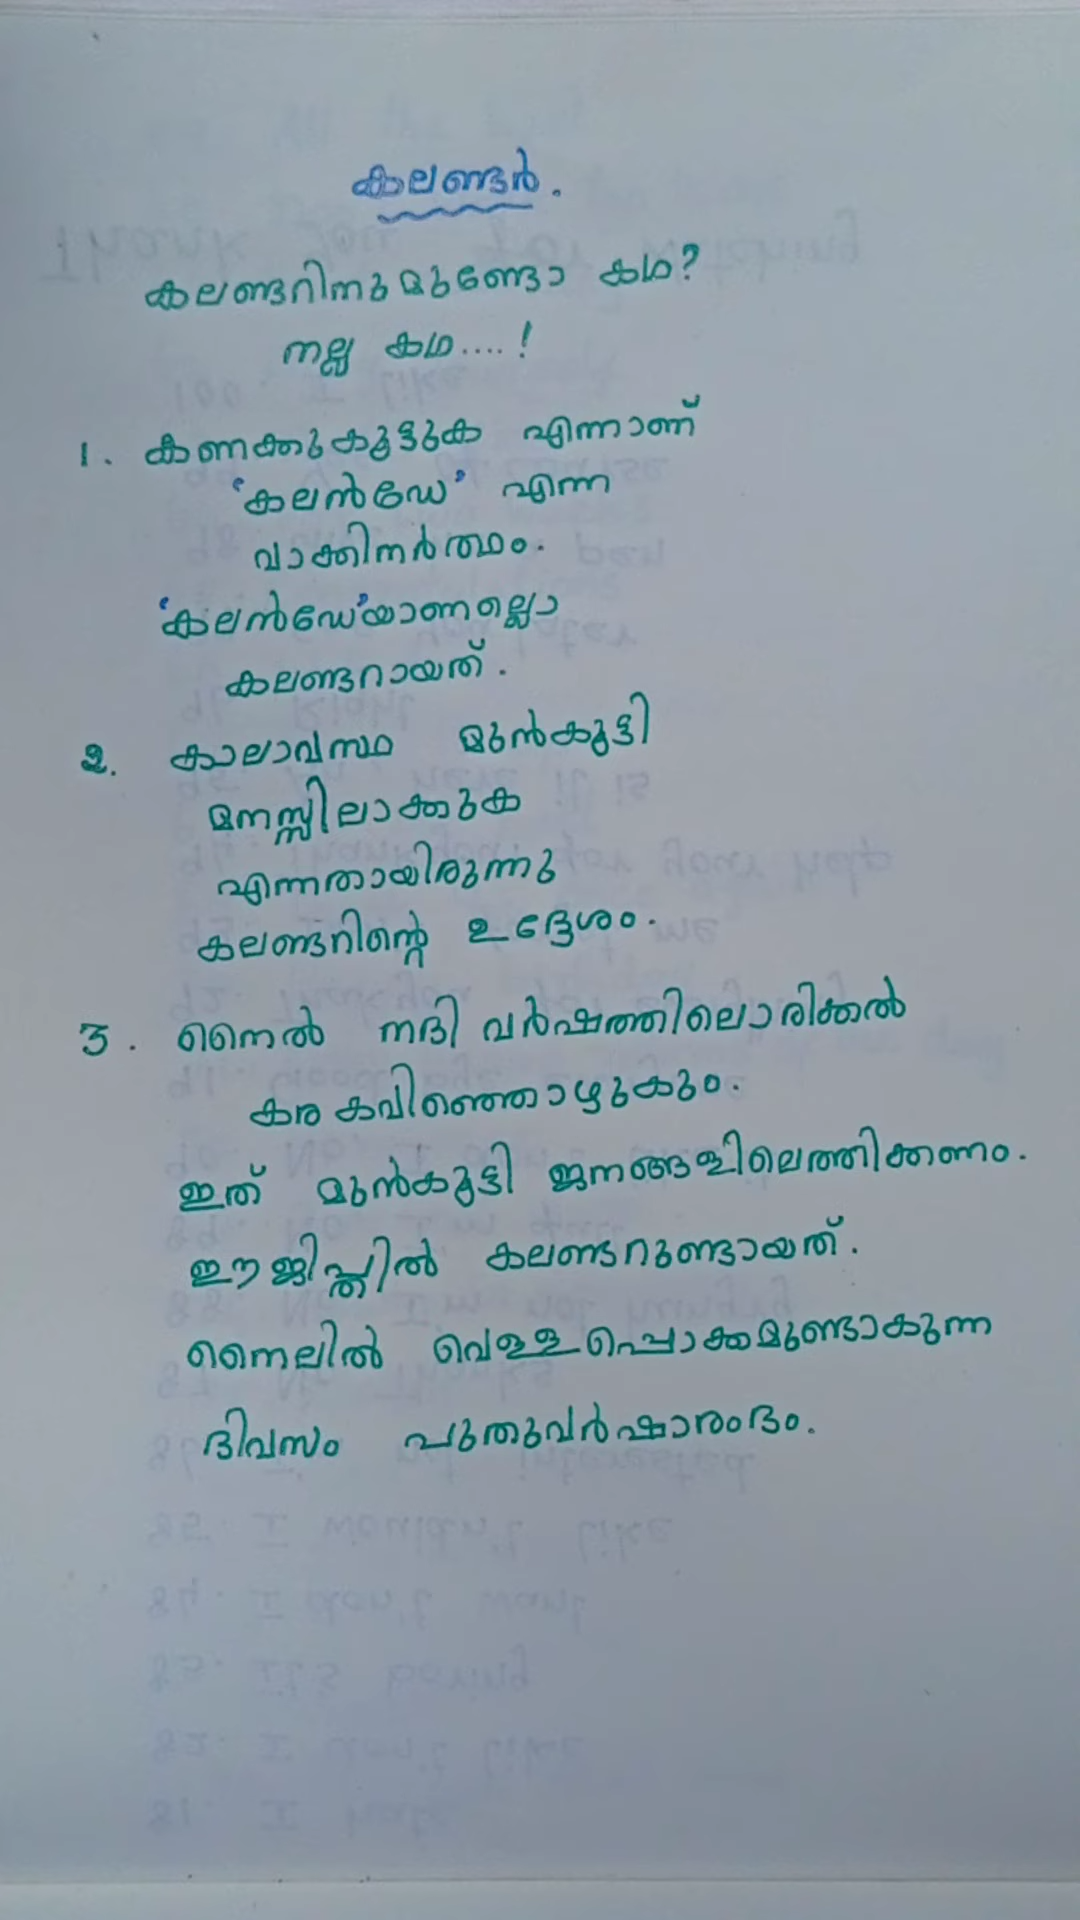 കലണ്ടർ.
കലണ്ടറിനുമുണ്ടോ കഥ?
നല്ല കഥ....!
1. കണക്കുകൂട്ടുക എന്നാണ്
'കലൻഡേ' എന്ന
വാക്കിനർത്ഥം.
'കലൻഡേ'യാണല്ലൊ
കലണ്ടറായത്.
2. കാലാവസ്ഥ മുൻകൂട്ടി
മനസ്സിലാക്കുക
എന്നതായിരുന്നു
കലണ്ടറിന്റെ ഉദ്ദേശം.
3. നൈൽ നദി വർഷത്തിലൊരിക്കൽ
കര കവിഞ്ഞൊഴുകും.
ഇത് മുൻകൂട്ടി ജനങ്ങളിലെത്തിക്കണം.
ഈജിപ്തിൽ കലണ്ടറുണ്ടായത്.
നൈലിൽ വെള്ളപ്പൊക്കമുണ്ടാകുന്ന
ദിവസം പുതുവർഷാരംഭം.